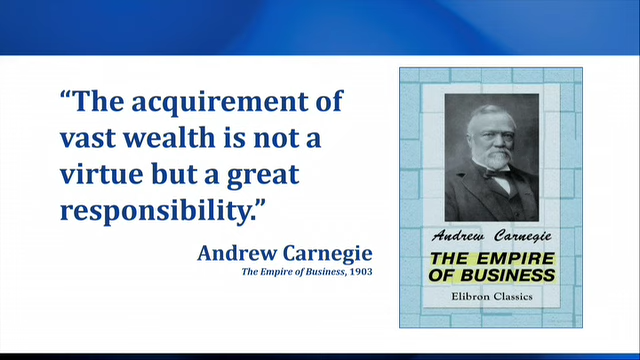 “The acquirement of
vast wealth is not a
virtue but a great
responsibility.”
Andrew Carnegie
The Empire of Business, 1903
Andrew Carnegie
THE EMPIRE
OF BUSINESS
Elibron Classics